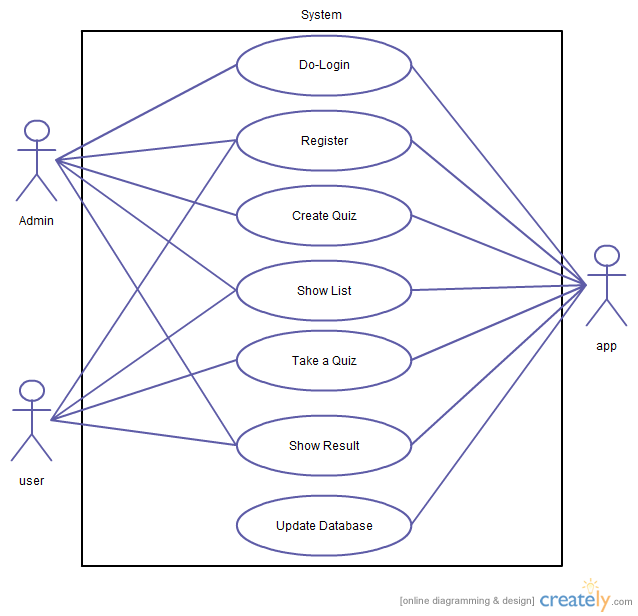 System
Do-Login
Register
Admin
Create Quiz
Show List
app
Take a Quiz
Show Result
user
Update Database
[online diagramming & design] creately.com